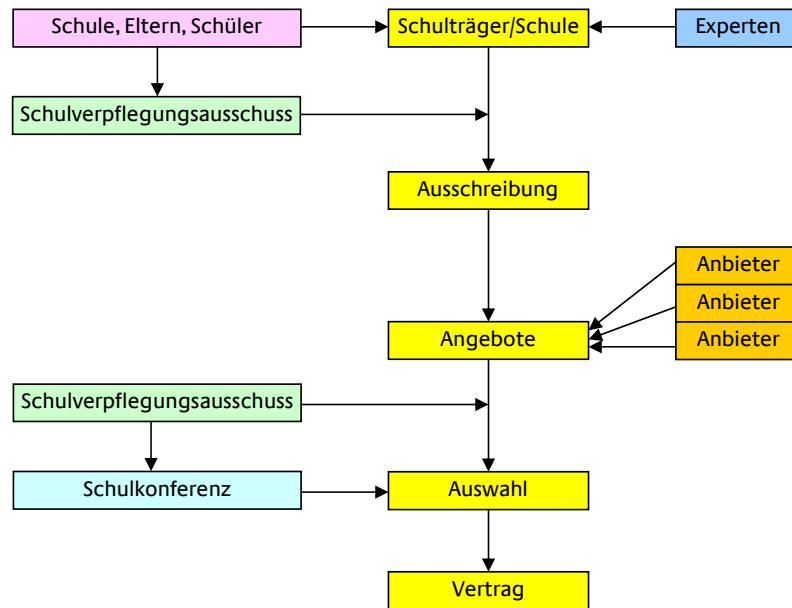 Schule, Eltern, Schüler
Schulträger/Schule
Experten
Schulverpflegungsausschuss
Ausschreibung
Anbieter
Anbieter
Angebote
Anbieter
Schulverpflegungsausschuss
Schulkonferenz
Auswahl
Vertrag